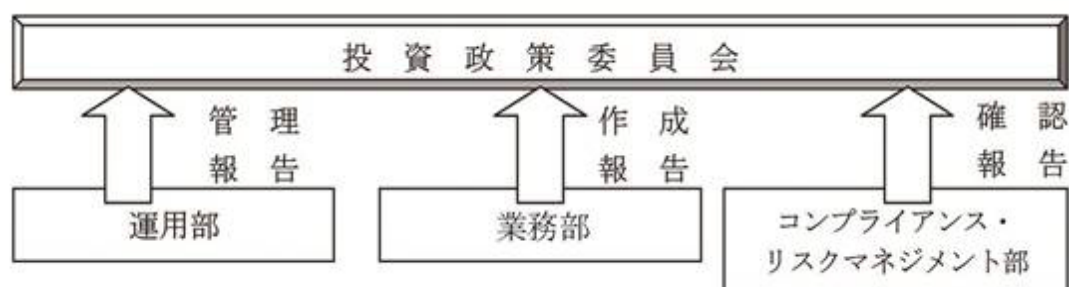 投資政策委員会
管理
報告
作成
報告
確認
報告
運用部
業務部
コンプライアンス・
リスクマネジメント部